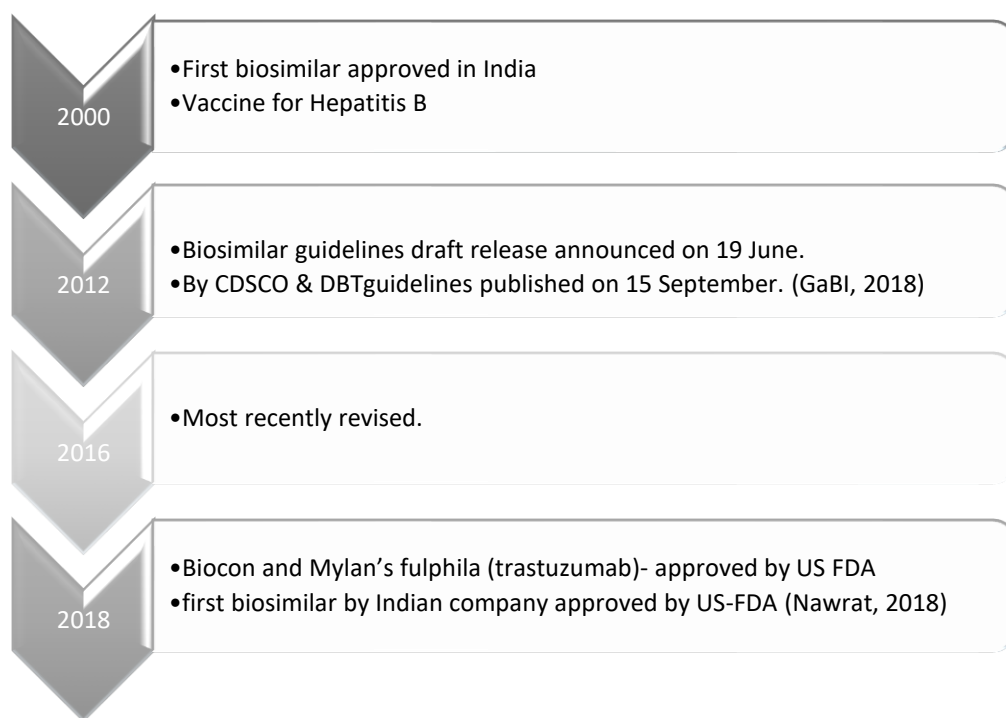 2000
•First biosimilar approved in India
•Vaccine for Hepatitis B
2012
•Biosimilar guidelines draft release announced on 19 June.
•By CDSCO & DBTguidelines published on 15 September. (GaBI, 2018)
2016
•Most recently revised.
2018
•Biocon and Mylan’s fulphila (trastuzumab)- approved by US FDA
•first biosimilar by Indian company approved by US-FDA (Nawrat, 2018)